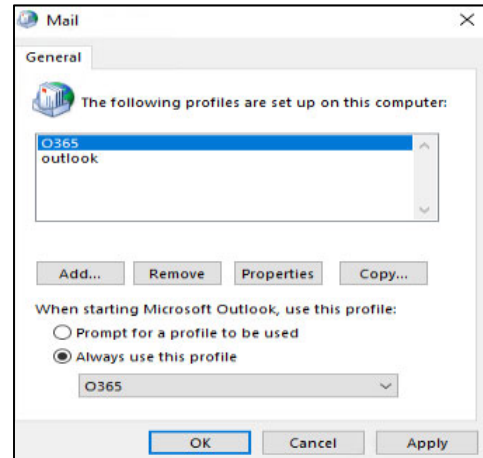 Mail
General
The following profiles are set up on this computer:
O365
outlook
Add... Remove Properties Copy...
When starting Microsoft Outlook, use this profile:
Prompt for a profile to be used
Always use this profile
O365
OK Cancel Apply